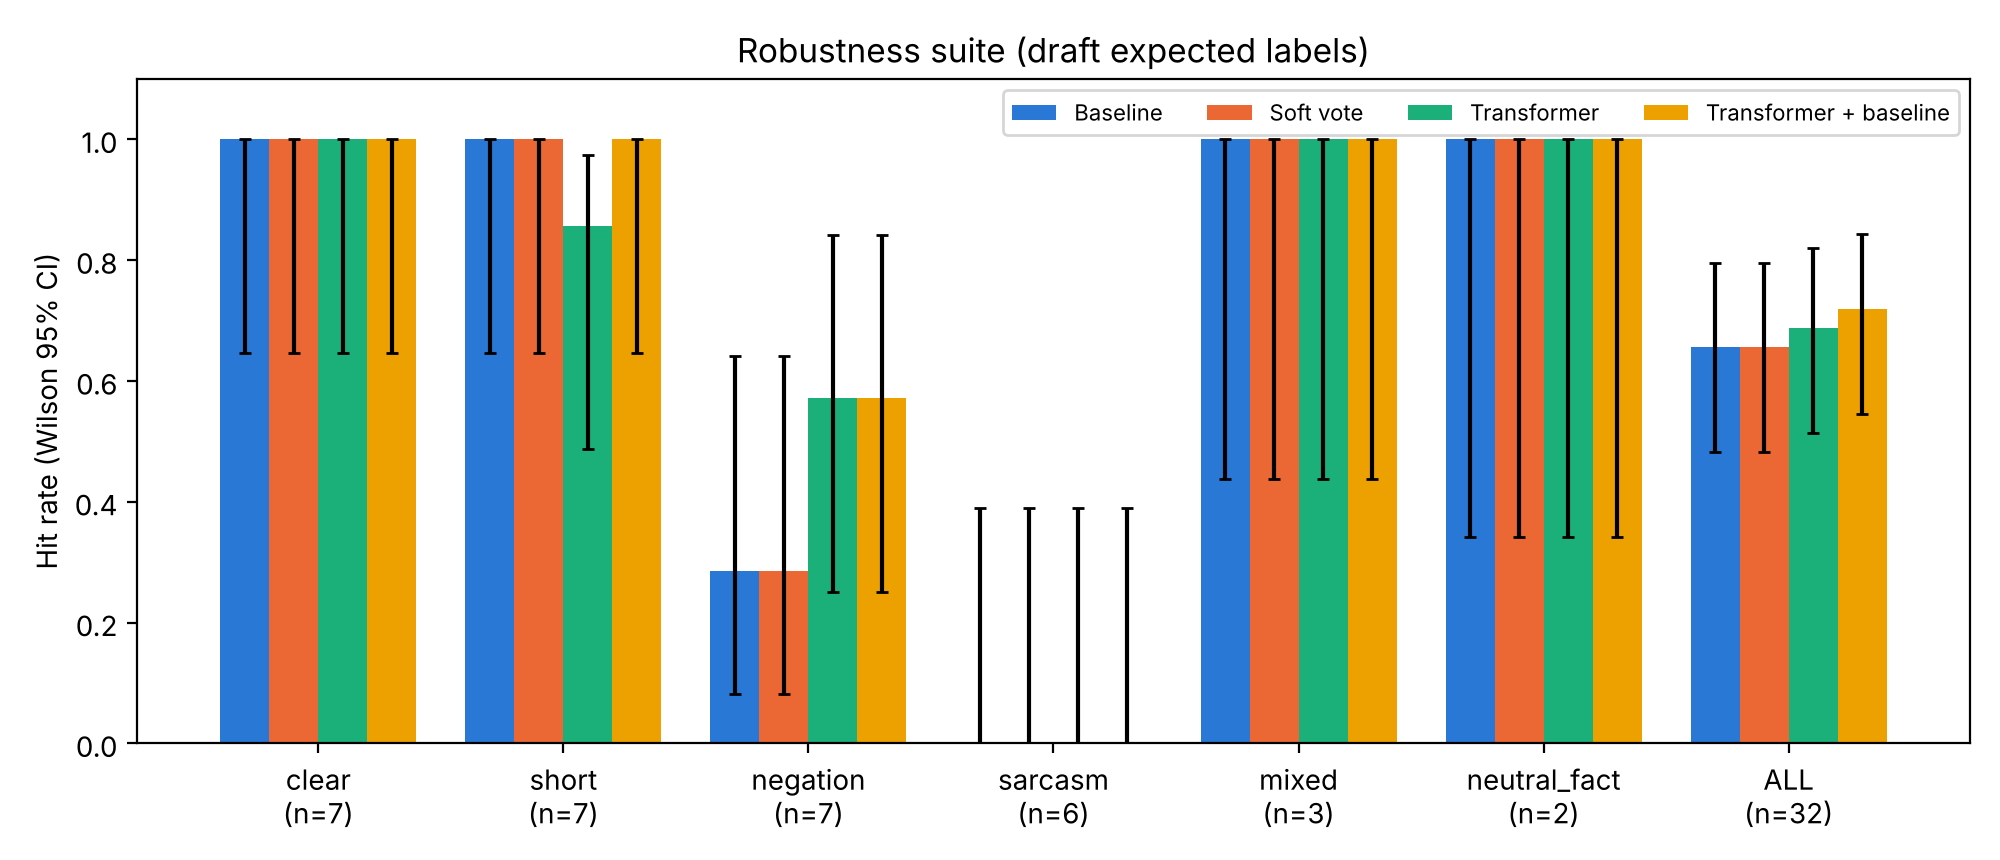 Robustness suite (draft expected labels)
Baseline
Soft vote
Transformer
Transformer + baseline
Hit rate (Wilson 95% CI)
1.0
0.8
0.6
0.4
0.2
0.0
clear
(n=7)
short
(n=7)
negation
(n=7)
sarcasm
(n=6)
mixed
(n=3)
neutral_fact
(n=2)
ALL
(n=32)